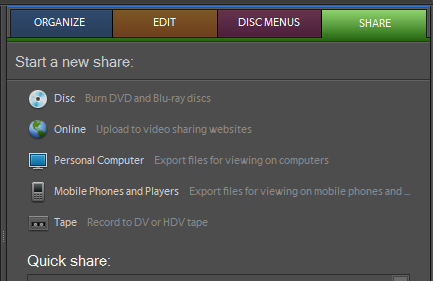 ORGANIZE EDIT DISC MENUS SHARE
Start a new share:
Disc Burn DVD and Blu-ray discs
Online Upload to video sharing websites
Personal Computer Export files for viewing on computers
Mobile Phones and Players Export files for viewing on mobile phones and ...
Tape Record to DV or HDV tape
Quick share: